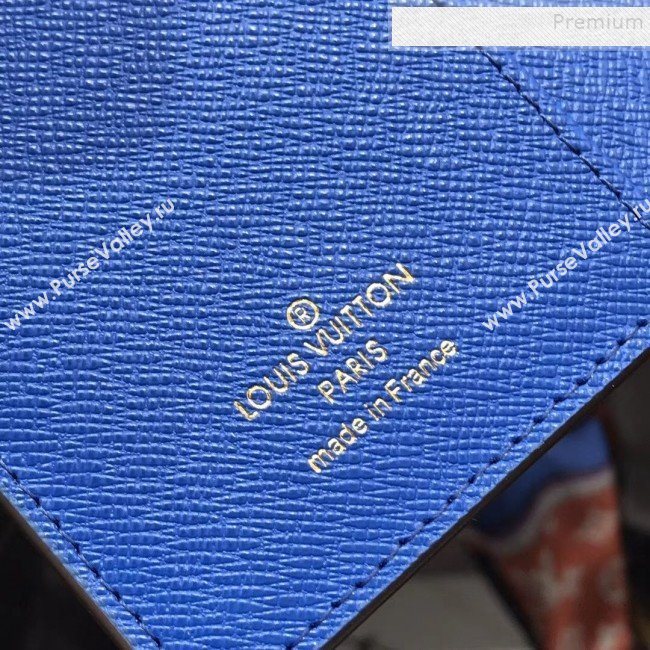 Premium
www.PurseValley.ru
www.PurseValley.ru
®
LOUIS VUITTON
PARIS
made in France